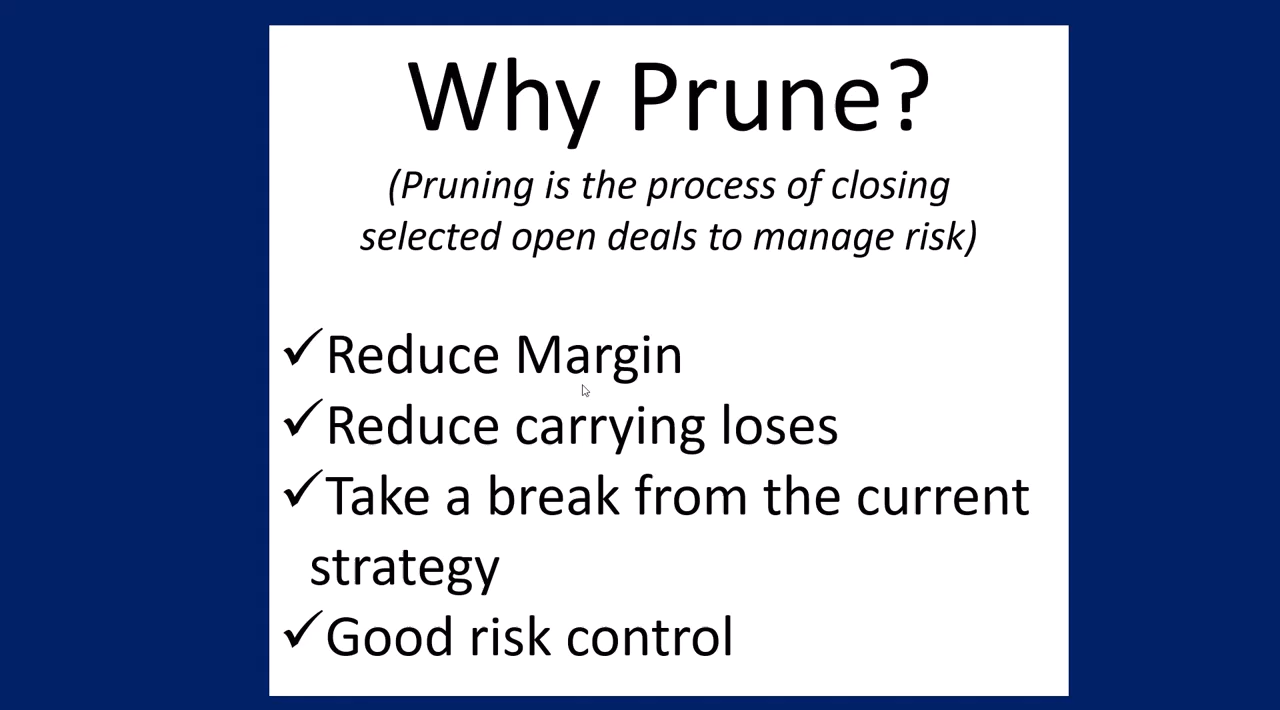 Why Prune?
(Pruning is the process of closing
selected open deals to manage risk)
✓Reduce Margin
✓Reduce carrying loses
✓Take a break from the current
strategy
✓Good risk control